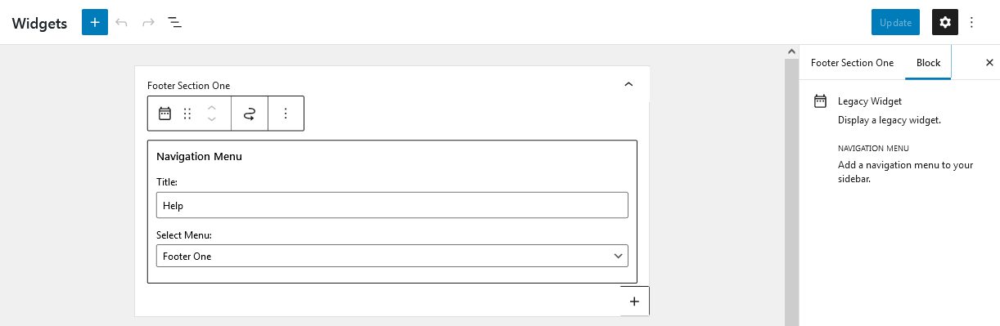 Widgets
Update
Footer Section One
Navigation Menu
Title:
Help
Select Menu:
Footer One
Footer Section One
Block
Legacy Widget
Display a legacy widget.
NAVIGATION MENU
Add a navigation menu to your
sidebar.